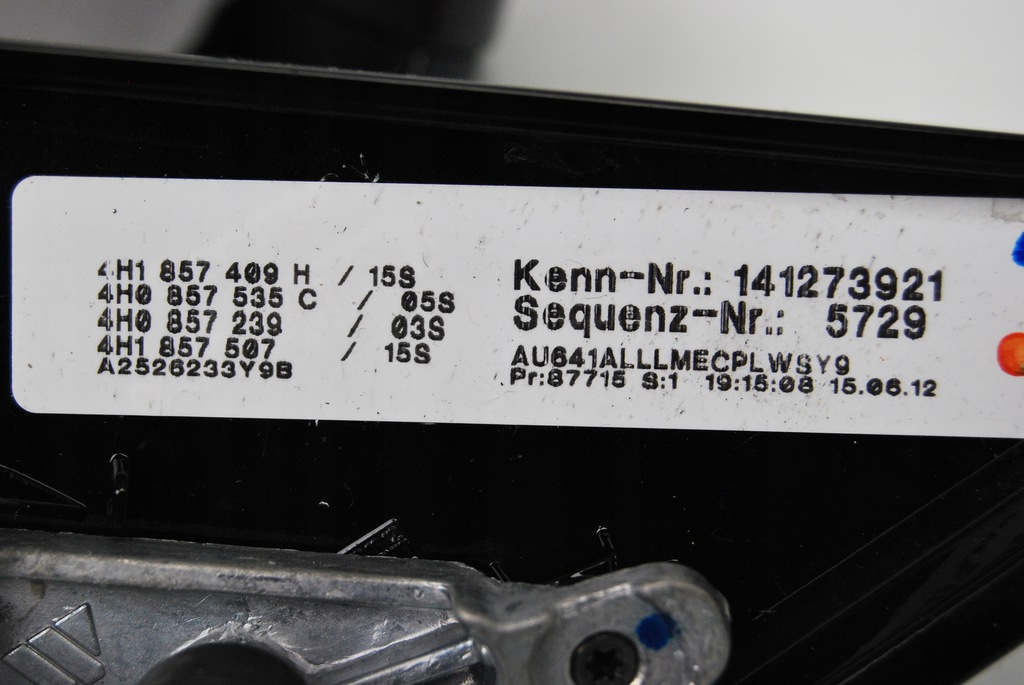 4H1 857 409 H / 15S
4H0 857 535 C / 05S
4H0 857 239 / 03S
4H1 857 507 / 15S
A2526233Y9B
Kenn-Nr.: 141273921
Sequenz-Nr.: 5729
AU641ALLLMECPLWSY9
Pr:87715 S:1 19:15:08 15.06.12